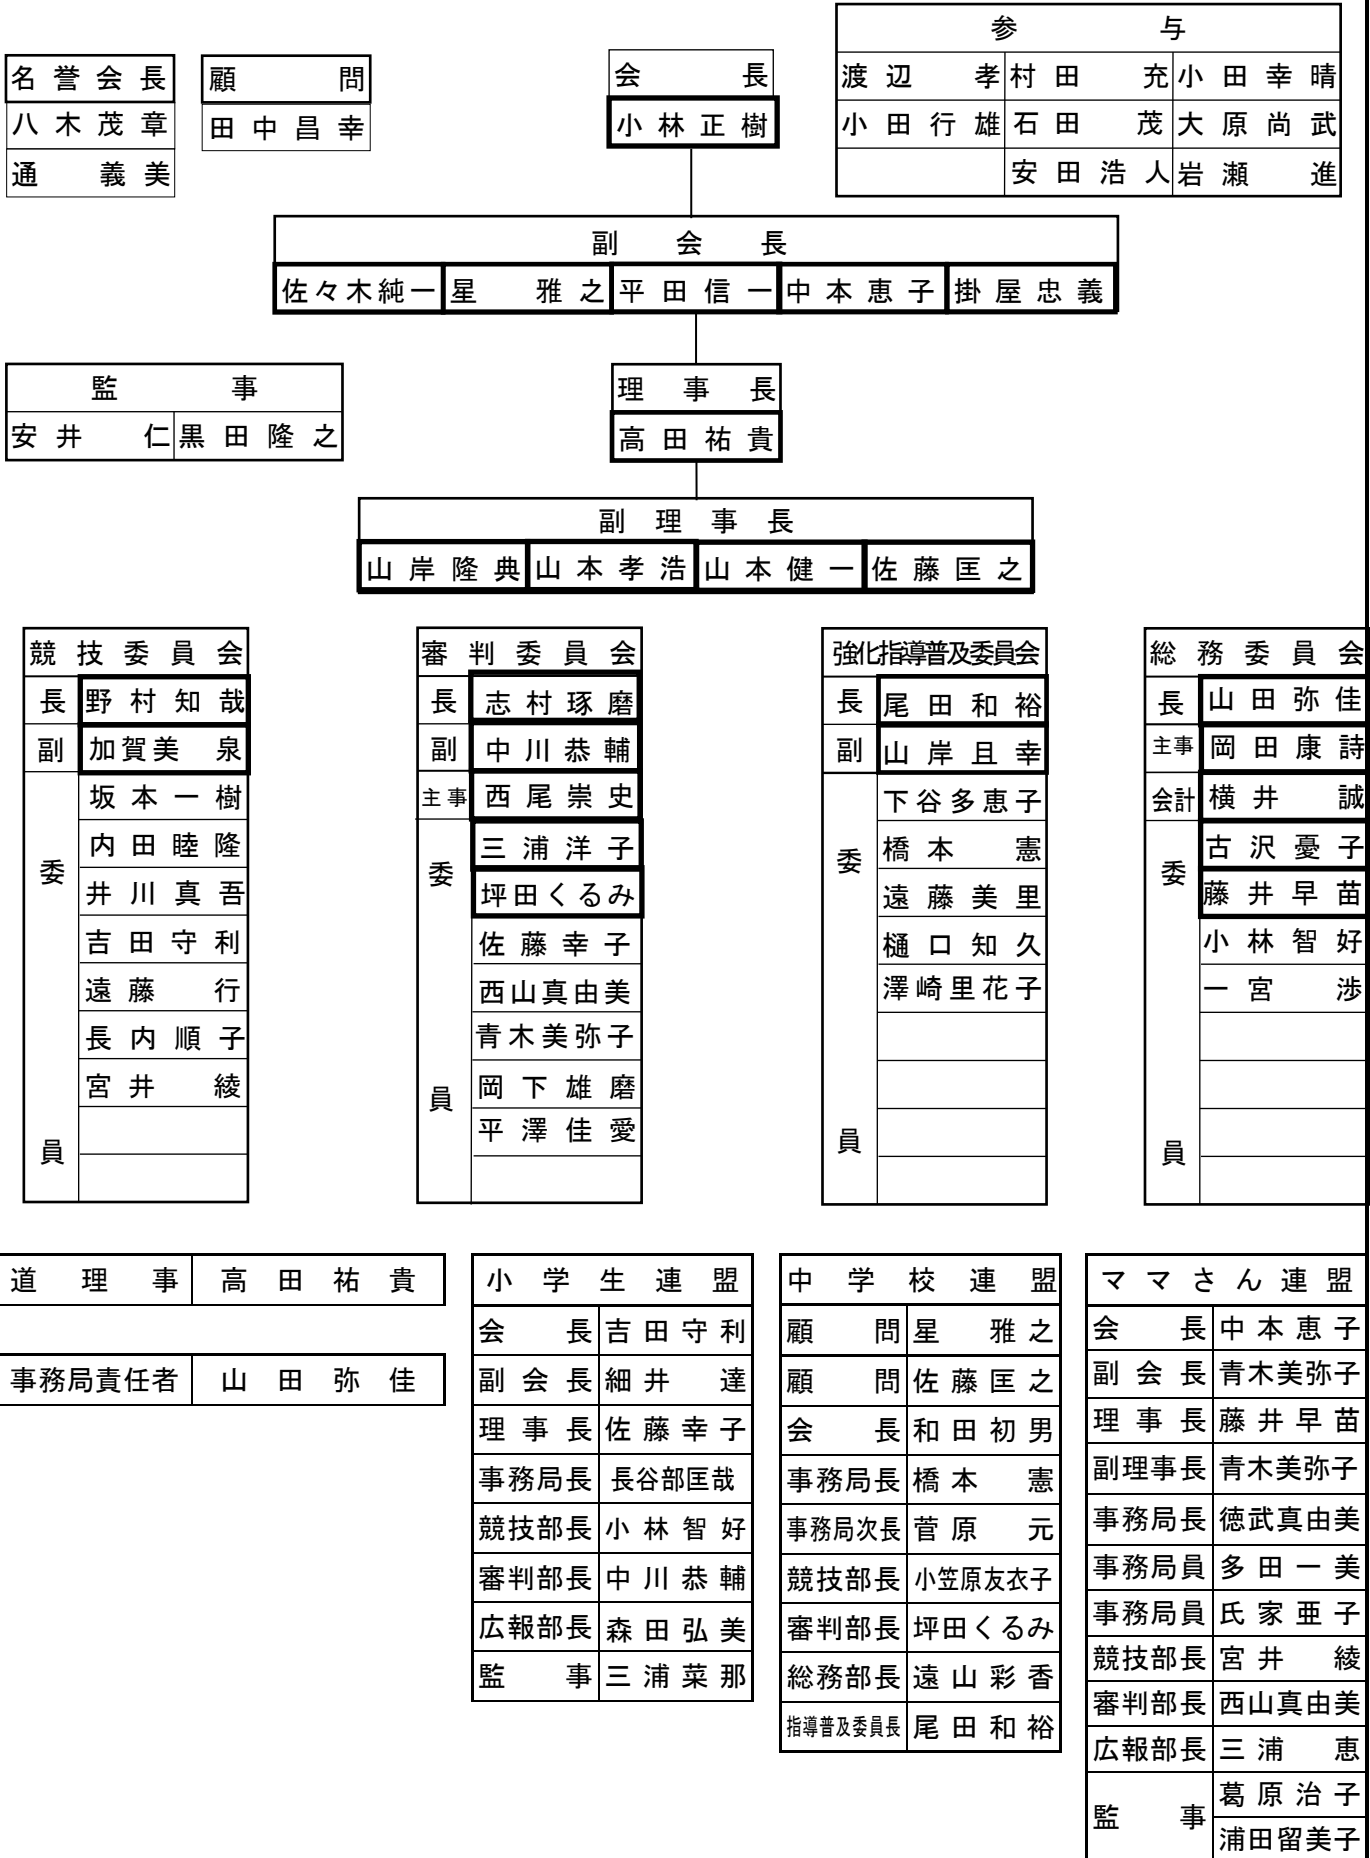 名誉会長
八木茂章
通 義美
顧 問
田中昌幸
会 長
小林正樹
参 与
渡辺 孝 村田 充 小田幸晴
小田行雄 石田 茂 大原尚武
安田浩人 岩瀬 進
副会長
佐々木純一 星 雅之 平田信一 中本恵子 掛屋忠義
監 事
安井 仁 黒田隆之
理事長
高田祐貴
副理事長
山岸隆典 山本孝浩 山本健一 佐藤匡之
競技委員会
長 野村知哉
副 加賀美 泉
委員
坂本一樹
内田睦隆
井川真吾
吉田守利
遠藤 行
長内順子
宮井 綾
審判委員会
長 志村琢磨
副 中川恭輔
主事 西尾崇史
委員
三浦洋子
坪田くるみ
佐藤幸子
西山真由美
青木美弥子
岡下雄磨
平澤佳愛
強化指導普及委員会
長 尾田和裕
副 山岸且幸
委員
下谷多恵子
橋本 憲
遠藤美里
樋口知久
澤崎里花子
総務委員会
長 山田弥佳
主事 岡田康詩
会計 横井 誠
委員
古沢憂子
藤井早苗
小林智好
一宮 渉
道理事 高田祐貴
事務局責任者 山田弥佳
小学生連盟
会長 吉田守利
副会長 細井 達
理事長 佐藤幸子
事務局長 長谷部匡哉
競技部長 小林智好
審判部長 中川恭輔
広報部長 森田弘美
監事 三浦菜那
中学校連盟
顧問 星 雅之
顧問 佐藤匡之
会長 和田初男
事務局長 橋本 憲
事務局次長 菅原 元
競技部長 小笠原友衣子
審判部長 坪田くるみ
総務部長 遠山彩香
指導普及委員長 尾田和裕
ママさん連盟
会長 中本恵子
副会長 青木美弥子
理事長 藤井早苗
副理事長 青木美弥子
事務局長 徳武真由美
事務局員 多田一美
事務局員 氏家亜子
競技部長 宮井 綾
審判部長 西山真由美
広報部長 三浦 恵
監事 葛原治子
浦田留美子